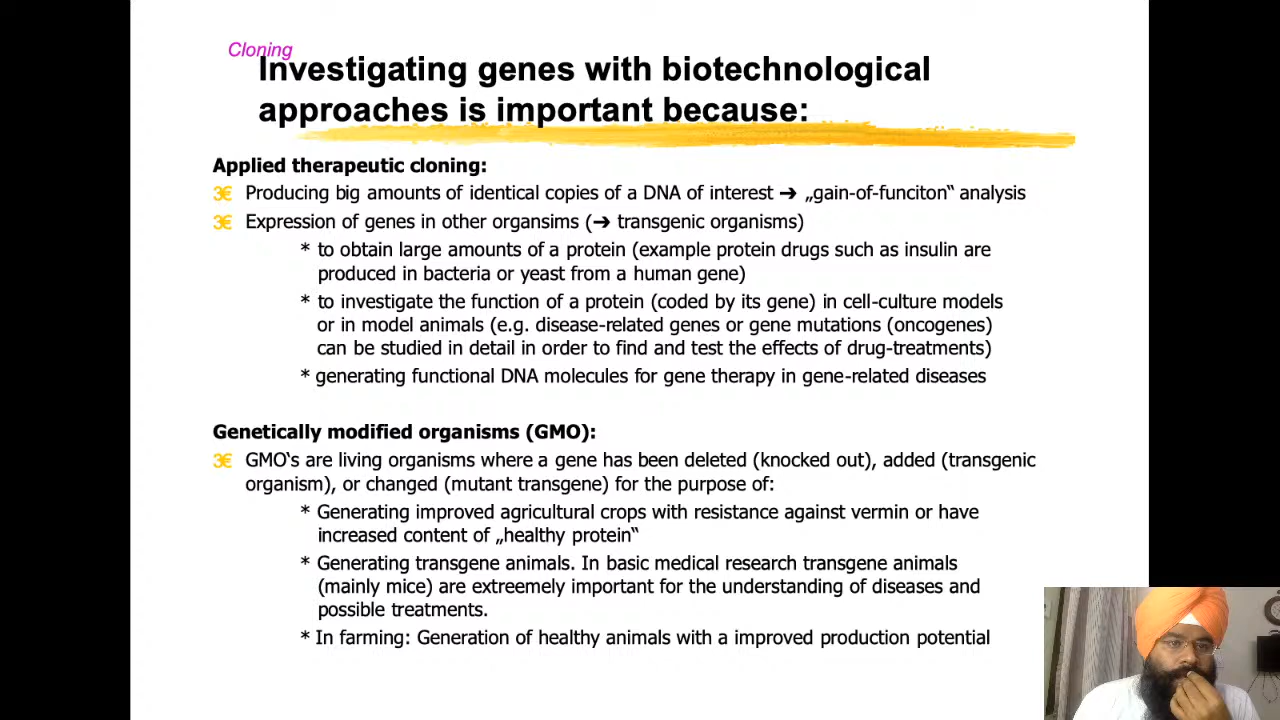 Cloning
Investigating genes with biotechnological
approaches is important because:
Applied therapeutic cloning:
Producing big amounts of identical copies of a DNA of interest ➔ „gain-of-funciton“ analysis
Expression of genes in other organsims (➔ transgenic organisms)
* to obtain large amounts of a protein (example protein drugs such as insulin are
produced in bacteria or yeast from a human gene)
* to investigate the function of a protein (coded by its gene) in cell-culture models
or in model animals (e.g. disease-related genes or gene mutations (oncogenes)
can be studied in detail in order to find and test the effects of drug-treatments)
* generating functional DNA molecules for gene therapy in gene-related diseases
Genetically modified organisms (GMO):
GMO‘s are living organisms where a gene has been deleted (knocked out), added (transgenic
organism), or changed (mutant transgene) for the purpose of:
* Generating improved agricultural crops with resistance against vermin or have
increased content of „healthy protein“
* Generating transgene animals. In basic medical research transgene animals
(mainly mice) are extreemely important for the understanding of diseases and
possible treatments.
* In farming: Generation of healthy animals with a improved production potential